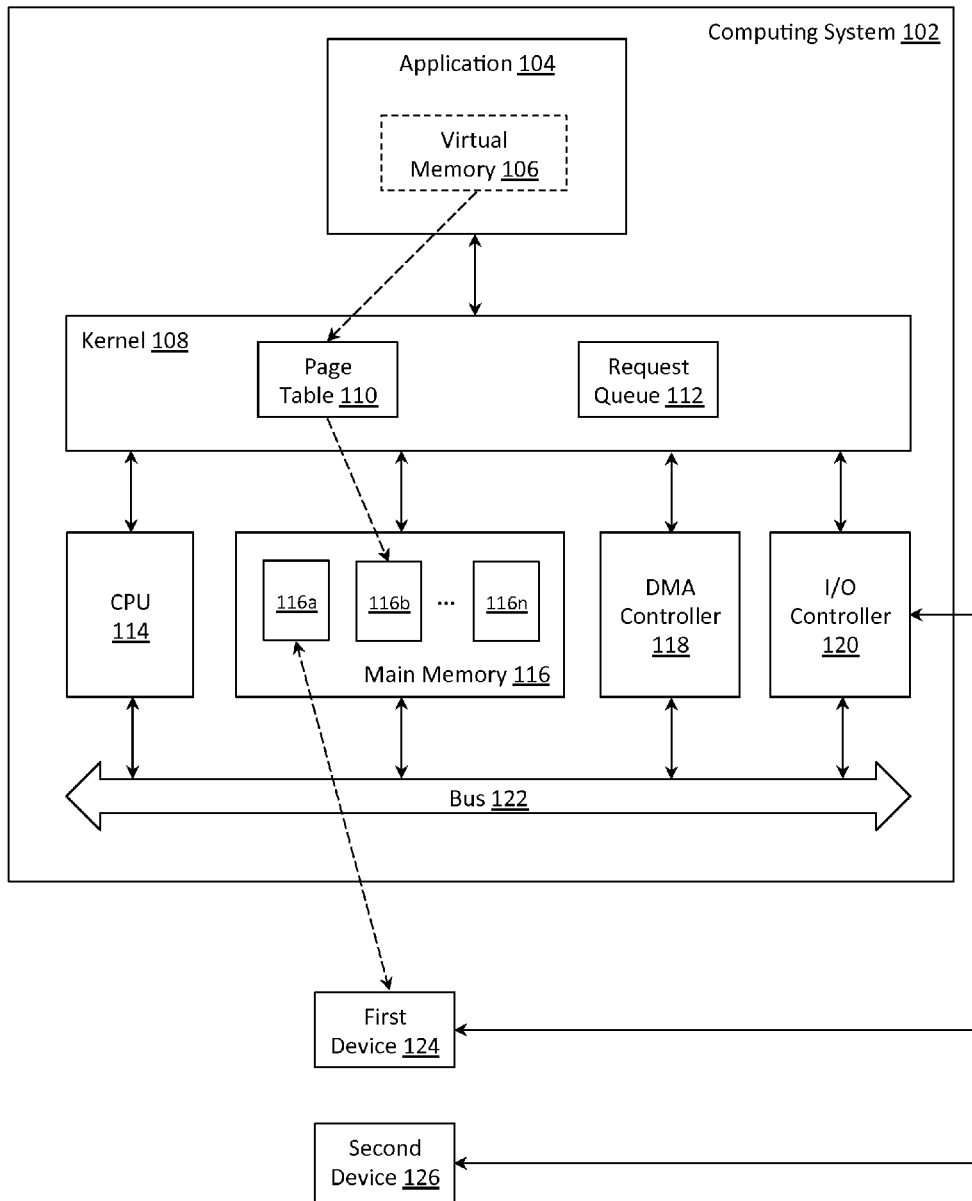 Computing System 102
Application 104
Virtual
Memory 106
Kernel 108
Page
Table 110
Request
Queue 112
CPU
114
116a
116b
...
116n
Main Memory 116
DMA
Controller
118
I/O
Controller
120
Bus 122
First
Device 124
Second
Device 126